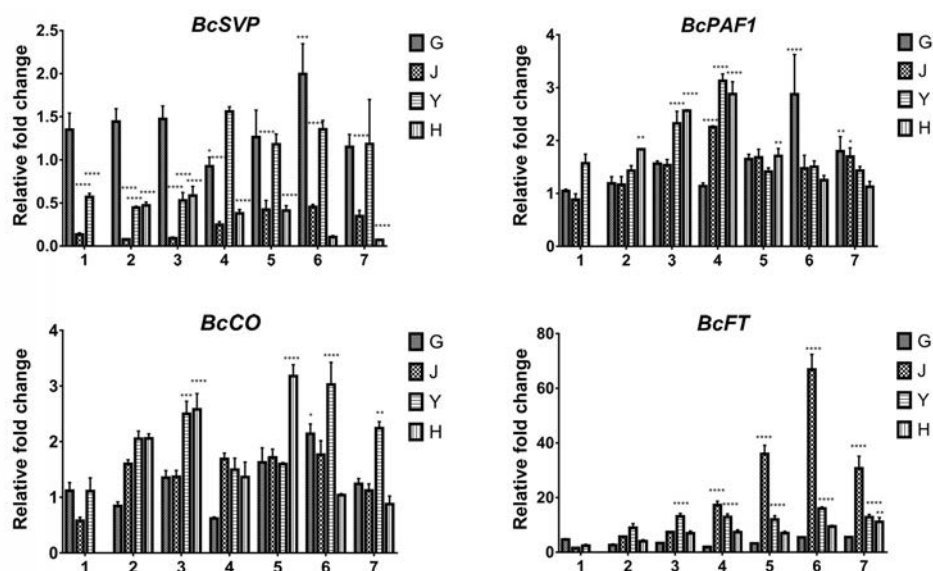 BcSVP
Relative fold change
2.5
2.0
1.5
1.0
0.5
0.0
1 2 3 4 5 6 7
**** **** **** **** **** **** **** **** * **** **** **** *** **** **** ****
G
J
Y
H
BcPAF1
Relative fold change
4
3
2
1
0
1 2 3 4 5 6 7
** **** **** **** **** **** ** **** ** *
G
J
Y
H
BcCO
Relative fold change
4
3
2
1
0
1 2 3 4 5 6 7
*** **** **** * **** **
G
J
Y
H
BcFT
Relative fold change
80
60
40
20
0
1 2 3 4 5 6 7
**** **** **** **** **** **** **** **** **** **
G
J
Y
H